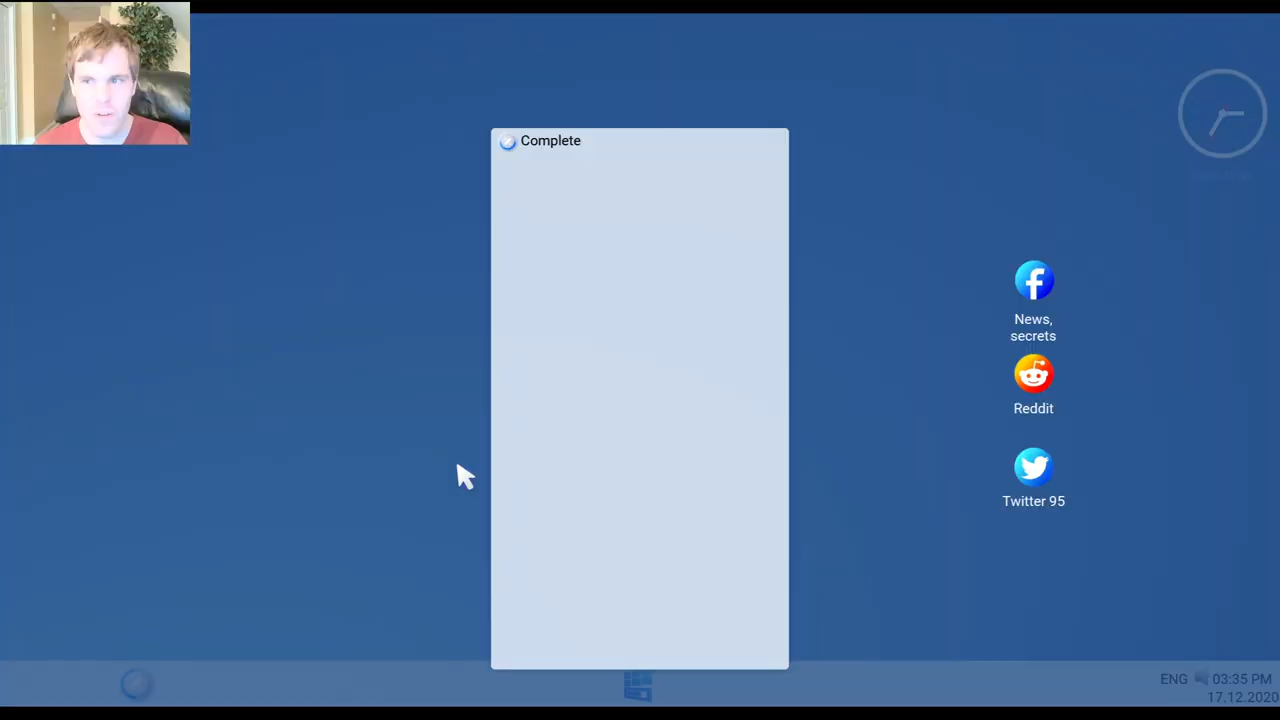 Complete
News,
secrets
Reddit
Twitter 95
ENG 03:35 PM
17.12.2020